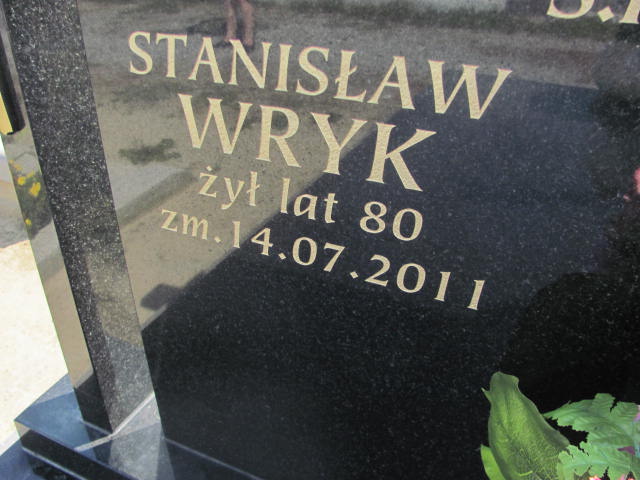 Ś.
STANISŁAW
WRYK
żył lat 80
zm. 14.07.2011